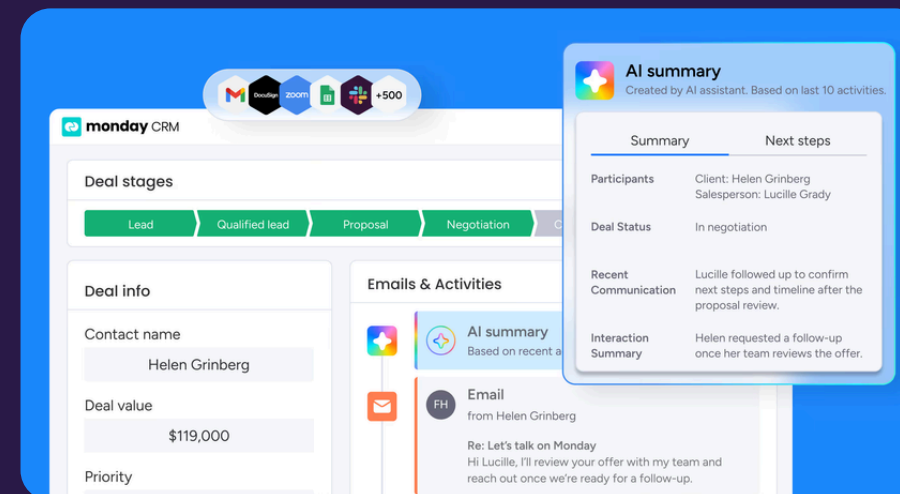 DocuSign
zoom
+500
monday CRM
Deal stages
Lead
Qualified lead
Proposal
Negotiation
Deal info
Contact name
Helen Grinberg
Deal value
$119,000
Priority
Emails & Activities
AI summary
Based on recent a
FH
Email
from Helen Grinberg
Re: Let's talk on Monday
Hi Lucille, I'll review your offer with my team and
reach out once we're ready for a follow-up.
AI summary
Created by AI assistant. Based on last 10 activities.
Summary
Next steps
Participants
Client: Helen Grinberg
Salesperson: Lucille Grady
Deal Status
In negotiation
Recent
Communication
Lucille followed up to confirm
next steps and timeline after the
proposal review.
Interaction
Summary
Helen requested a follow-up
once her team reviews the offer.